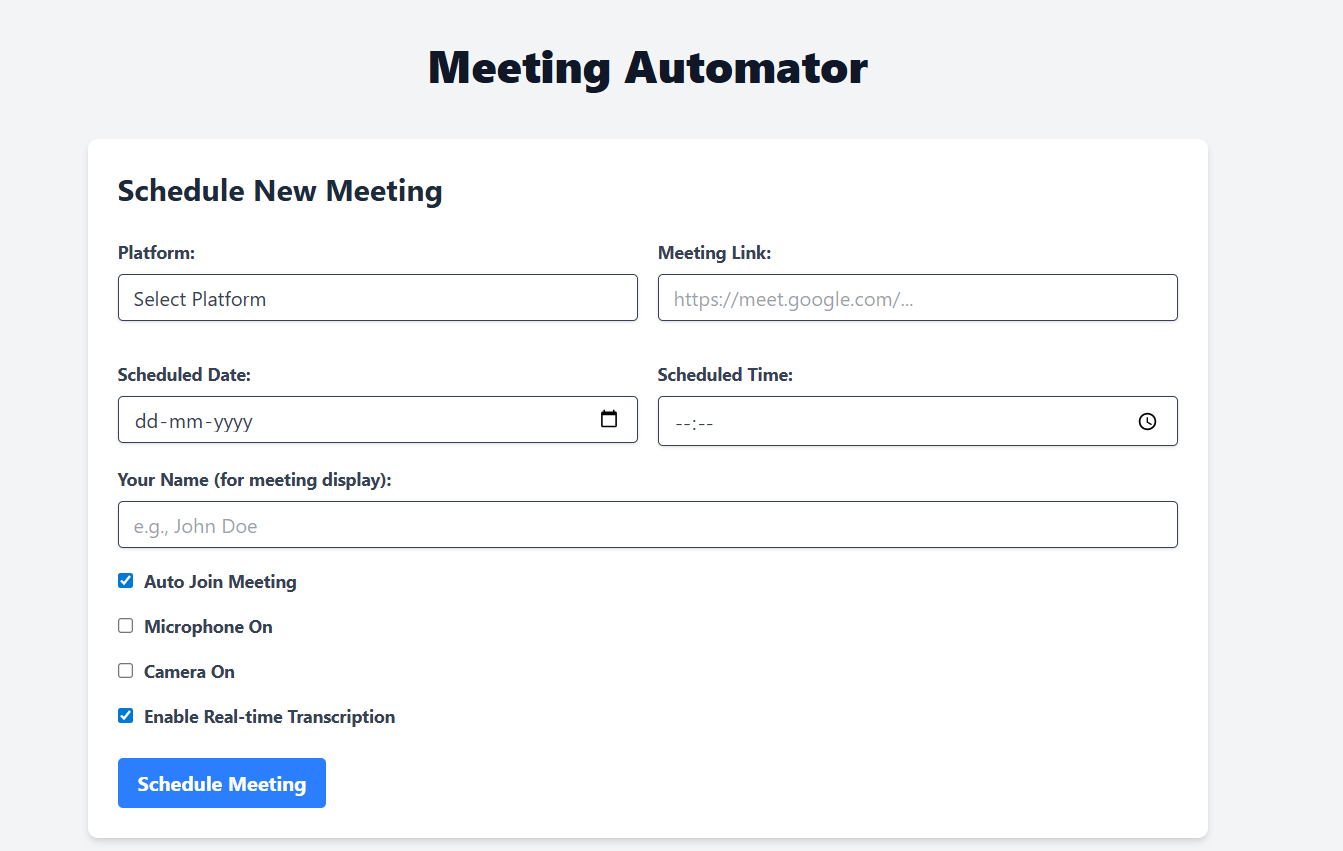 Meeting Automator
Schedule New Meeting
Platform:
Meeting Link:
Select Platform
https://meet.google.com/...
Scheduled Date:
Scheduled Time:
dd-mm-yyyy
--:--
Your Name (for meeting display):
e.g., John Doe
Auto Join Meeting
Microphone On
Camera On
Enable Real-time Transcription
Schedule Meeting